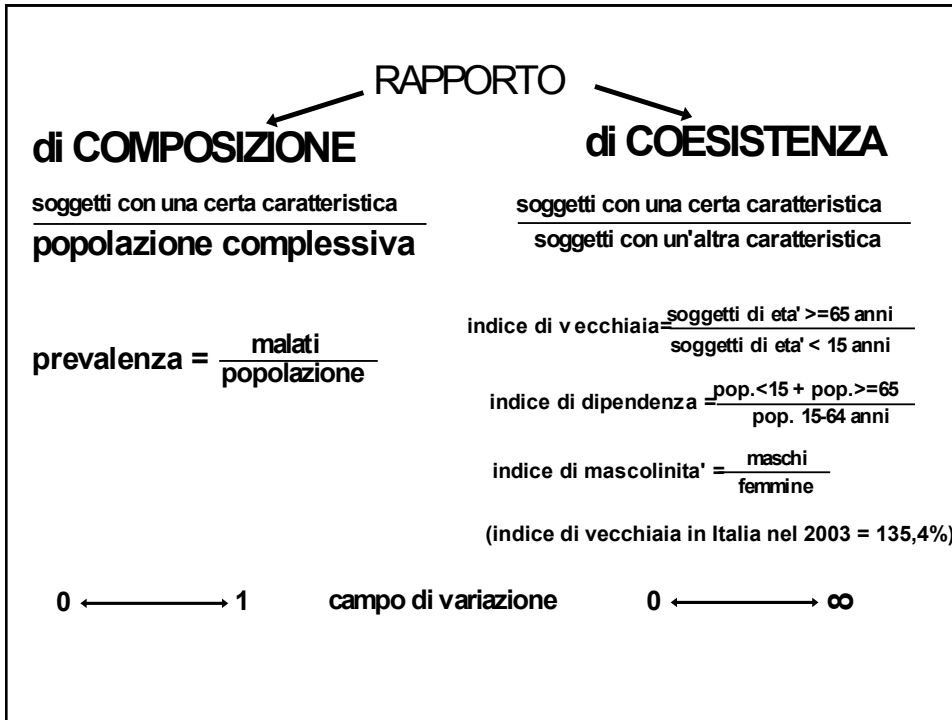 RAPPORTO
di COMPOSIZIONE
soggetti con una certa caratteristica
popolazione complessiva
prevalenza = malati
popolazione
di COESISTENZA
soggetti con una certa caratteristica
soggetti con un'altra caratteristica
indice di vecchiaia= soggetti di eta' >=65 anni
soggetti di eta' < 15 anni
indice di dipendenza = pop.<15 + pop.>=65
pop. 15-64 anni
indice di mascolinita' = maschi
femmine
(indice di vecchiaia in Italia nel 2003 = 135,4%)
0 ←→ 1 campo di variazione 0 ←→ ∞